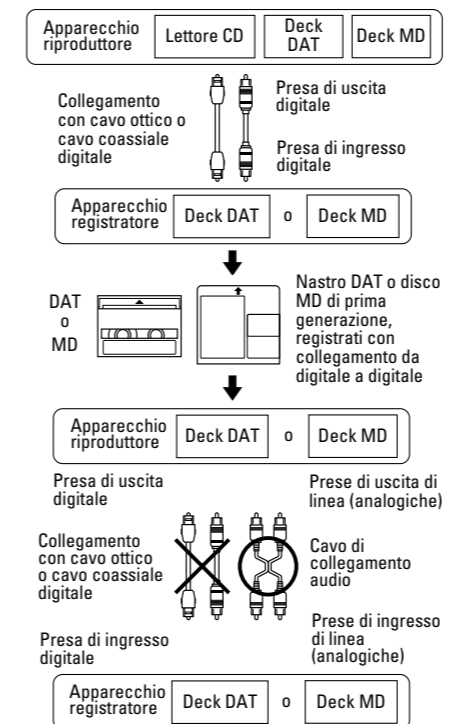 Apparecchio
riproduttore
Lettore CD
Deck
DAT
Deck MD
Collegamento
con cavo ottico o
cavo coassiale
digitale
Presa di uscita
digitale
Presa di ingresso
digitale
Apparecchio
registratore
Deck DAT
o
Deck MD
DAT
o
MD
Nastro DAT o disco
MD di prima
generazione,
registrati con
collegamento da
digitale a digitale
Apparecchio
riproduttore
Deck DAT
o
Deck MD
Presa di uscita
digitale
Prese di uscita di
linea (analogiche)
Collegamento
con cavo ottico
o cavo coassiale
digitale
Cavo di
collegamento
audio
Presa di ingresso
digitale
Prese di ingresso
di linea
(analogiche)
Apparecchio
registratore
Deck DAT
o
Deck MD